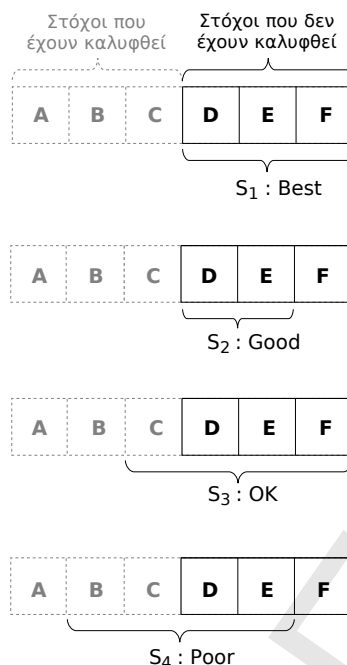 Στόχοι που
έχουν καλυφθεί
Στόχοι που δεν
έχουν καλυφθεί
A B C D E F
S1 : Best
A B C D E F
S2 : Good
A B C D E F
S3 : OK
A B C D E F
S4 : Poor